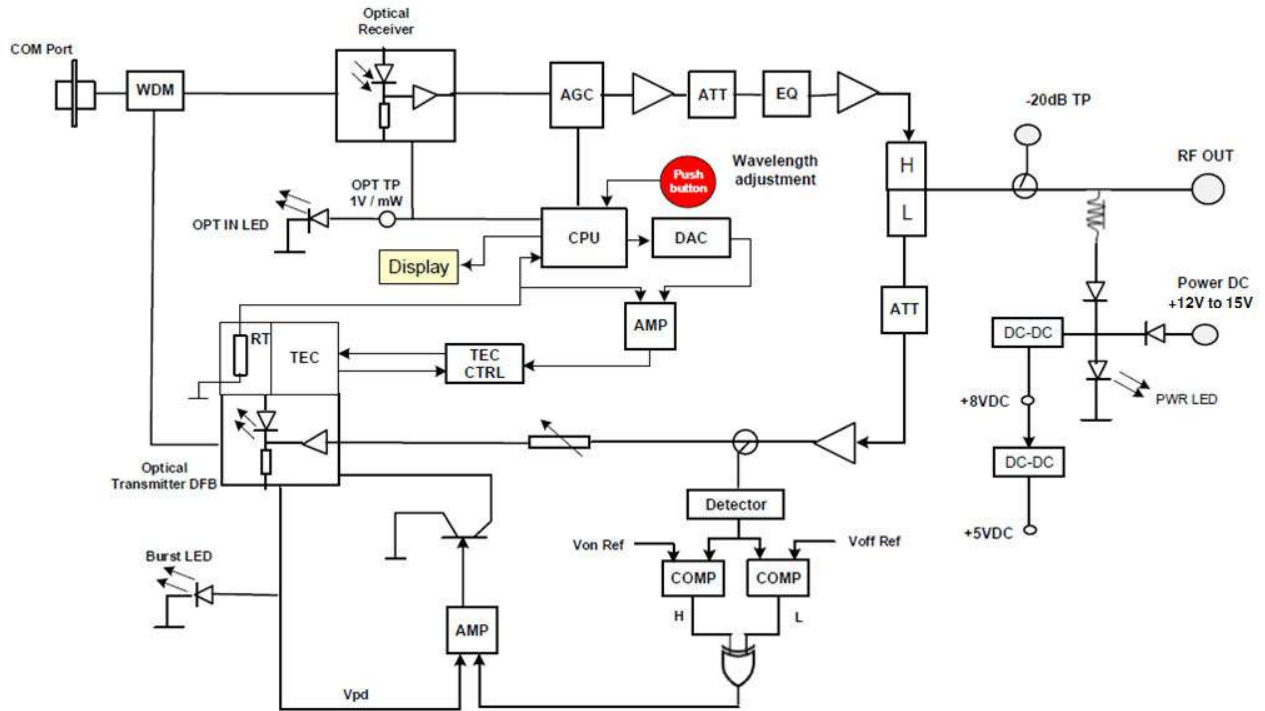 Optical
Receiver
COM Port
WDM
AGC
ATT
EQ
-20dB TP
RF OUT
H
L
OPT TP
1V / mW
Push
button
Wavelength
adjustment
OPT IN LED
CPU
DAC
Display
ATT
Power DC
+12V to 15V
RT
TEC
TEC
CTRL
AMP
DC-DC
+8VDC
PWR LED
DC-DC
Optical
Transmitter DFB
Detector
+5VDC
Von Ref
Voff Ref
Burst LED
COMP
COMP
H
L
AMP
Vpd